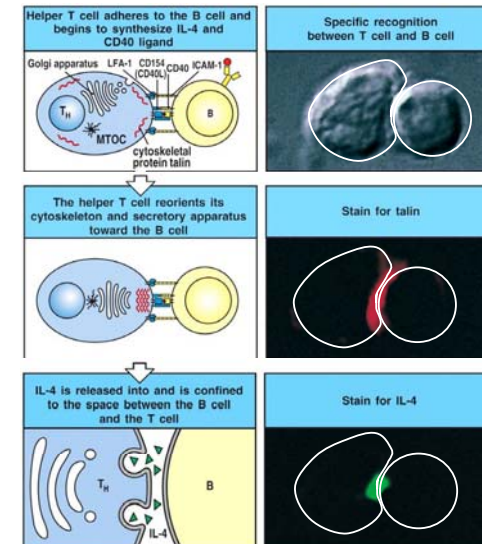 Helper T cell adheres to the B cell and
begins to synthesize IL-4 and
CD40 ligand
Specific recognition
between T cell and B cell
Golgi apparatus
LFA-1
CD154
(CD40L)
CD40
ICAM-1
TH
MTOC
B
cytoskeletal
protein talin
The helper T cell reorients its
cytoskeleton and secretory apparatus
toward the B cell
Stain for talin
IL-4 is released into and is confined
to the space between the B cell
and the T cell
Stain for IL-4
TH
B
IL-4